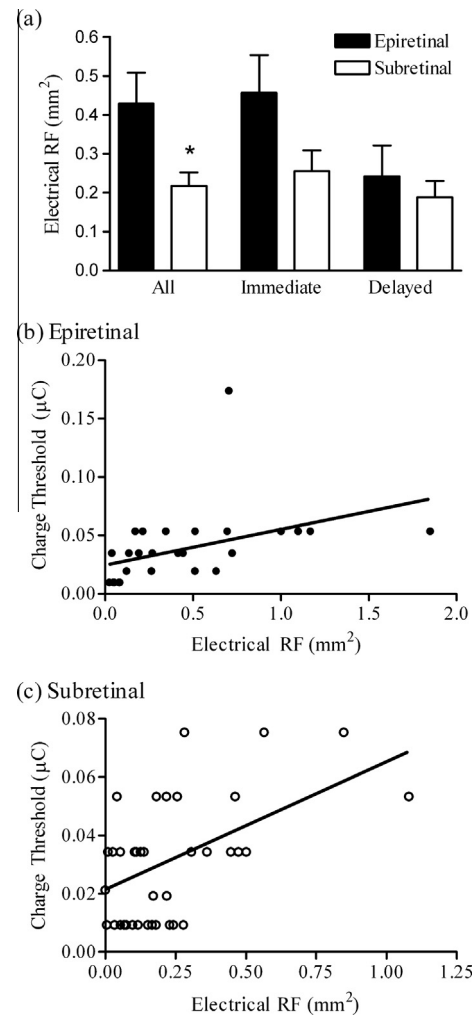 (a)
0.6
0.5
0.4
0.3
0.2
0.1
0.0
Electrical RF (mm²)
Epiretinal
Subretinal
*
All Immediate Delayed
(b) Epiretinal
0.20
0.15
0.10
0.05
0.00
Charge Threshold (μC)
0.0 0.5 1.0 1.5 2.0
Electrical RF (mm²)
(c) Subretinal
0.08
0.06
0.04
0.02
0.00
Charge Threshold (μC)
0.00 0.25 0.50 0.75 1.00 1.25
Electrical RF (mm²)